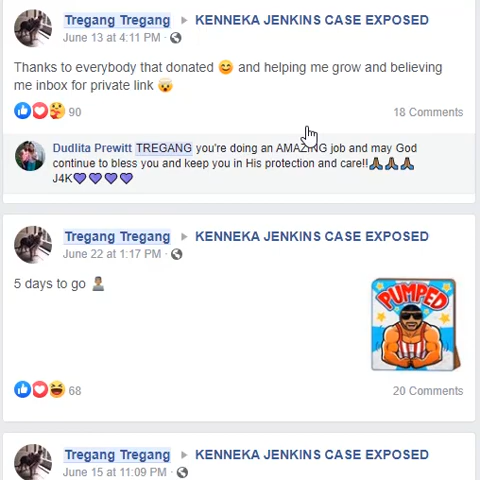 Tregang Tregang ▸ KENNEKA JENKINS CASE EXPOSED
June 13 at 4:11 PM ·
Thanks to everybody that donated 😊 and helping me grow and believing
me inbox for private link 🤯
90
18 Comments
Dudlita Prewitt TREGANG you're doing an AMAZING job and may God
continue to bless you and keep you in His protection and care!!🙏🏾🙏🏾🙏🏾
J4K💜💜💜💜
Tregang Tregang ▸ KENNEKA JENKINS CASE EXPOSED
June 22 at 1:17 PM ·
5 days to go
PUMPED
68
20 Comments
Tregang Tregang ▸ KENNEKA JENKINS CASE EXPOSED
June 15 at 11:09 PM ·